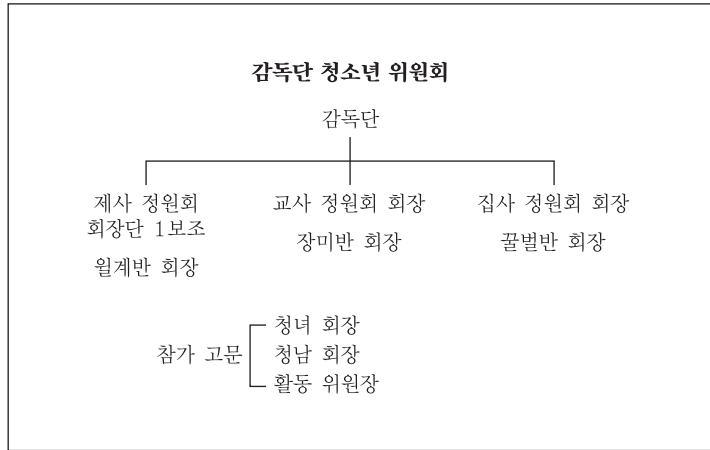 감독단 청소년 위원회
감독단
제사 정원회
회장단 1보조
윌계반 회장
교사 정원회 회장
장미반 회장
집사 정원회 회장
꿀벌반 회장
참가 고문
청녀 회장
청남 회장
활동 위원장